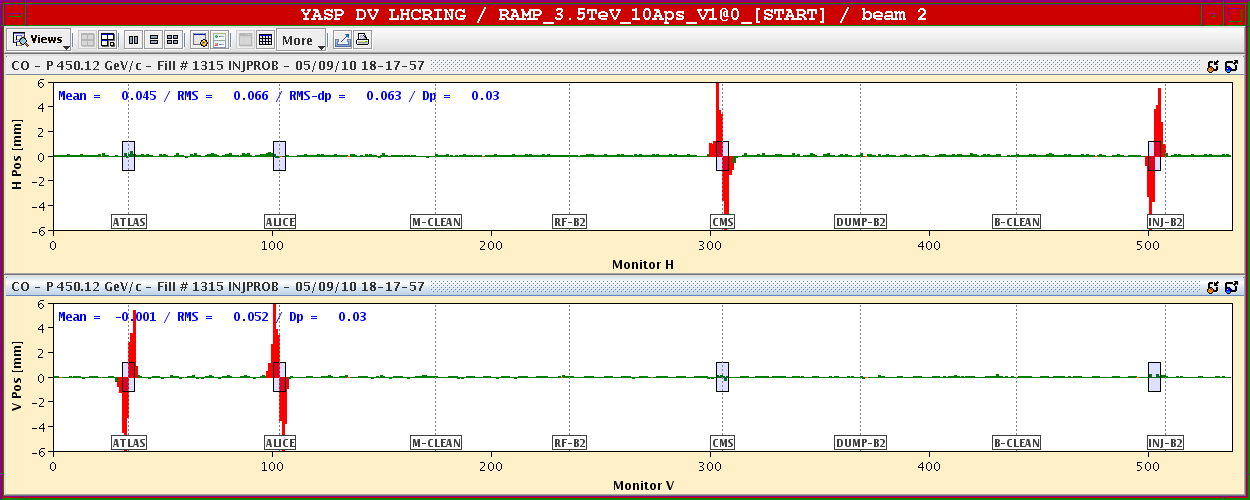 YASP DV LHCRING / RAMP_3.5TeV_10Aps_V1@0_[START] / beam 2
Views More
CO - P 450.12 GeV/c - Fill # 1315 INJPROB - 05/09/10 18-17-57
Mean = 0.045 / RMS = 0.066 / RMS-dp = 0.063 / Dp = 0.03
H Pos [mm]
6
4
2
0
-2
-4
-6
ATLAS ALICE M-CLEAN RF-B2 CMS DUMP-B2 B-CLEAN INJ-B2
0 100 200 300 400 500
Monitor H
CO - P 450.12 GeV/c - Fill # 1315 INJPROB - 05/09/10 18-17-57
Mean = -0.001 / RMS = 0.052 / Dp = 0.03
V Pos [mm]
6
4
2
0
-2
-4
-6
ATLAS ALICE M-CLEAN RF-B2 CMS DUMP-B2 B-CLEAN INJ-B2
0 100 200 300 400 500
Monitor V